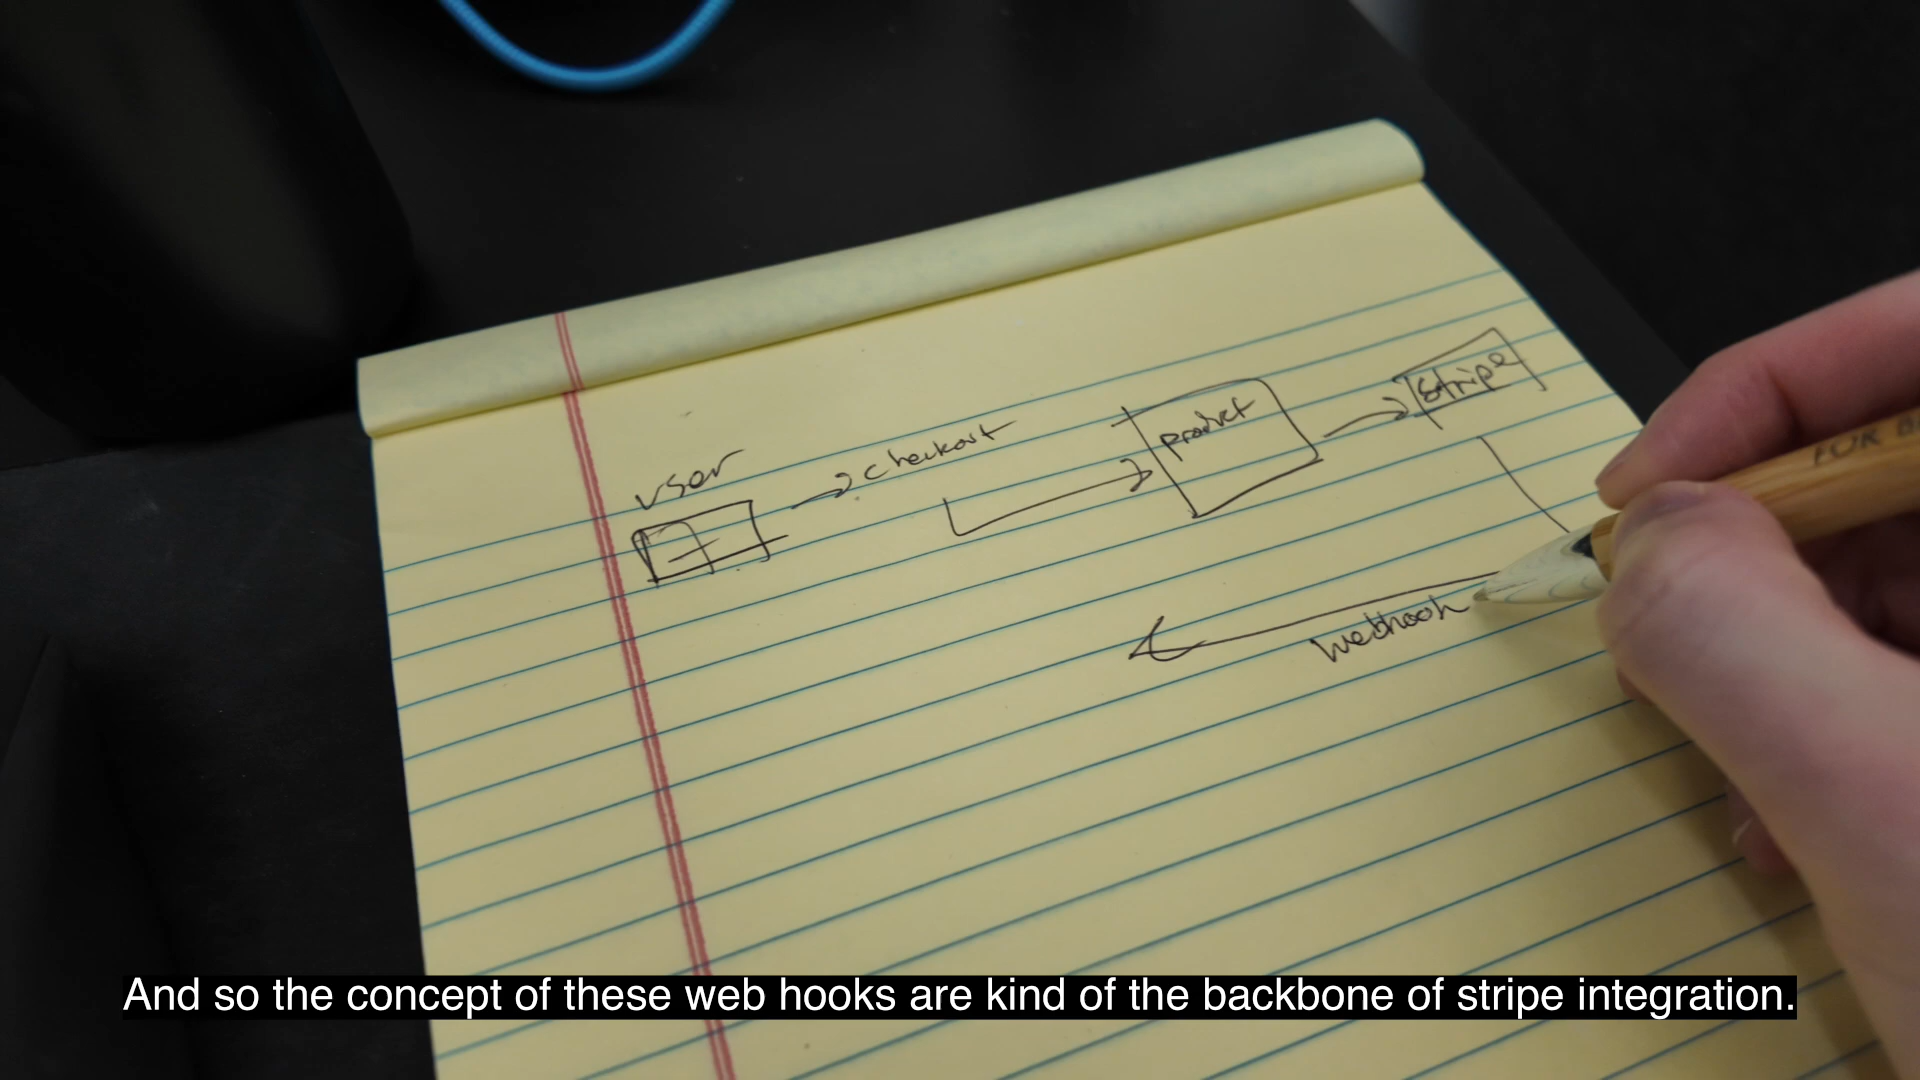 user
checkout
product
stripe
webhook
FOR BE
And so the concept of these web hooks are kind of the backbone of stripe integration.